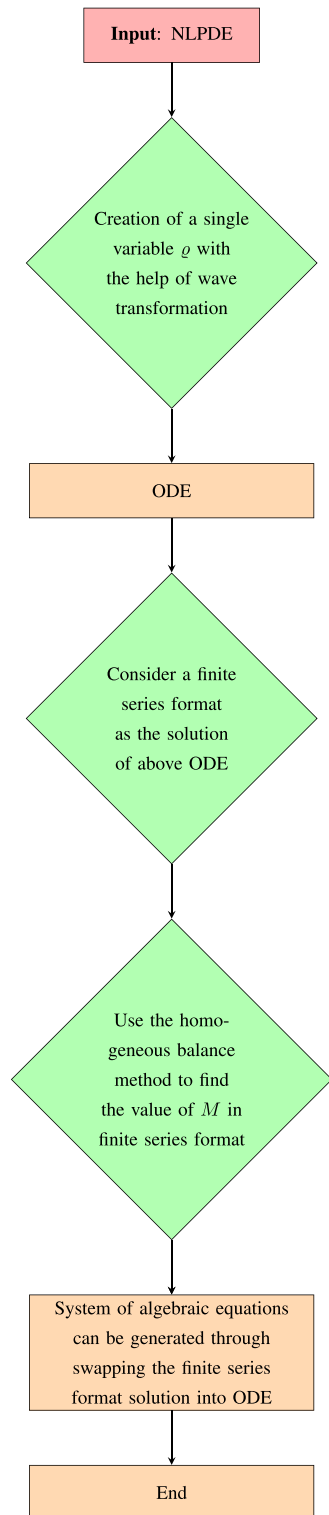 Input: NLPDE
Creation of a single
variable ϱ with
the help of wave
transformation
ODE
Consider a finite
series format
as the solution
of above ODE
Use the homo-
geneous balance
method to find
the value of M in
finite series format
System of algebraic equations
can be generated through
swapping the finite series
format solution into ODE
End